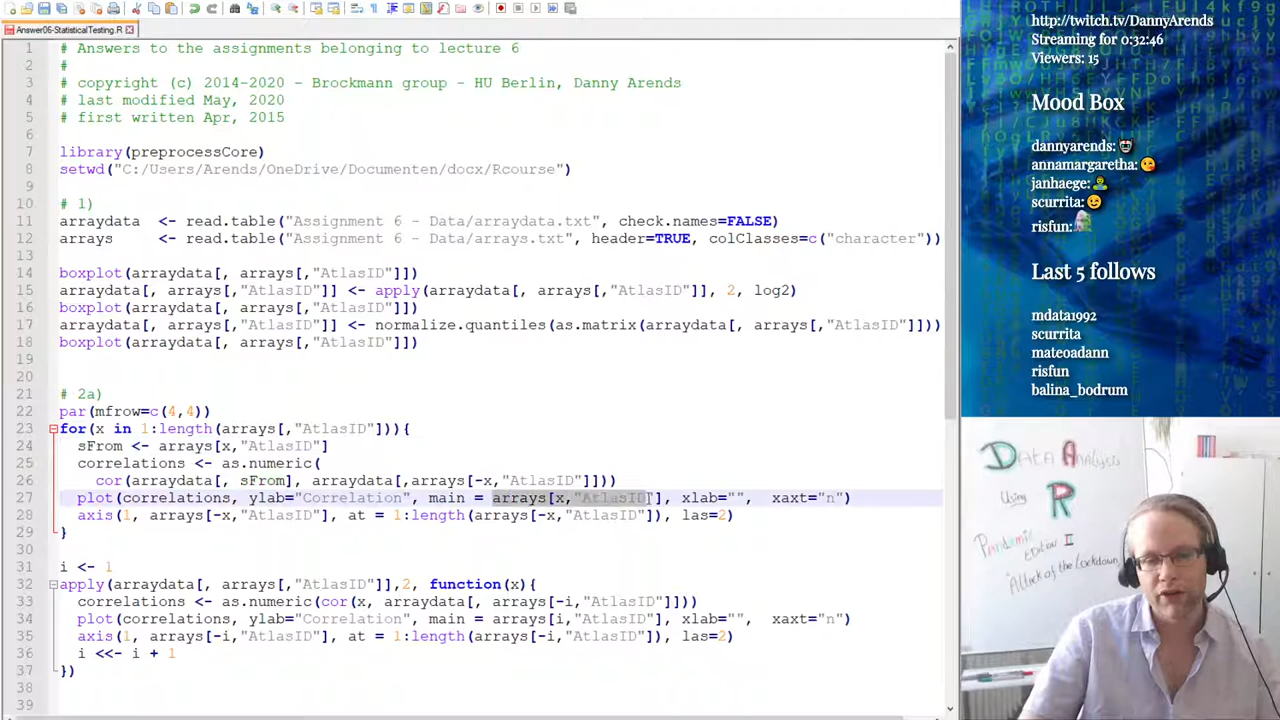 Answer06-StatisticalTesting.R
1 # Answers to the assignments belonging to lecture 6
2 #
3 # copyright (c) 2014-2020 - Brockmann group - HU Berlin, Danny Arends
4 # last modified May, 2020
5 # first written Apr, 2015
6
7 library(preprocessCore)
8 setwd("C:/Users/Arends/OneDrive/Documenten/docx/Rcourse")
9
10 # 1)
11 arraydata <- read.table("Assignment 6 - Data/arraydata.txt", check.names=FALSE)
12 arrays <- read.table("Assignment 6 - Data/arrays.txt", header=TRUE, colClasses=c("character"))
13
14 boxplot(arraydata[, arrays[,"AtlasID"]])
15 arraydata[, arrays[,"AtlasID"]] <- apply(arraydata[, arrays[,"AtlasID"]], 2, log2)
16 boxplot(arraydata[, arrays[,"AtlasID"]])
17 arraydata[, arrays[,"AtlasID"]] <- normalize.quantiles(as.matrix(arraydata[, arrays[,"AtlasID"]]))
18 boxplot(arraydata[, arrays[,"AtlasID"]])
19
20
21 # 2a)
22 par(mfrow=c(4,4))
23 for(x in 1:length(arrays[,"AtlasID"])){
24 sFrom <- arrays[x,"AtlasID"]
25 correlations <- as.numeric(
26 cor(arraydata[, sFrom], arraydata[,arrays[-x,"AtlasID"]]))
27 plot(correlations, ylab="Correlation", main = arrays[x,"AtlasID"], xlab="", xaxt="n")
28 axis(1, arrays[-x,"AtlasID"], at = 1:length(arrays[-x,"AtlasID"]), las=2)
29 }
30
31 i <- 1
32 apply(arraydata[, arrays[,"AtlasID"]],2, function(x){
33 correlations <- as.numeric(cor(x, arraydata[, arrays[-i,"AtlasID"]]))
34 plot(correlations, ylab="Correlation", main = arrays[i,"AtlasID"], xlab="", xaxt="n")
35 axis(1, arrays[-i,"AtlasID"], at = 1:length(arrays[-i,"AtlasID"]), las=2)
36 i <<- i + 1
37 })
38
39
http://twitch.tv/DannyArends
Streaming for 0:32:46
Viewers: 15
Mood Box
dannyarends:
annamargaretha:
janhaege:
scurrita:
risfun:
Last 5 follows
mdata1992
scurrita
mateoadann
risfun
balina_bodrum
Data Analysis
Using R
Pandemic
Edition II
"Attack of the Lockdown